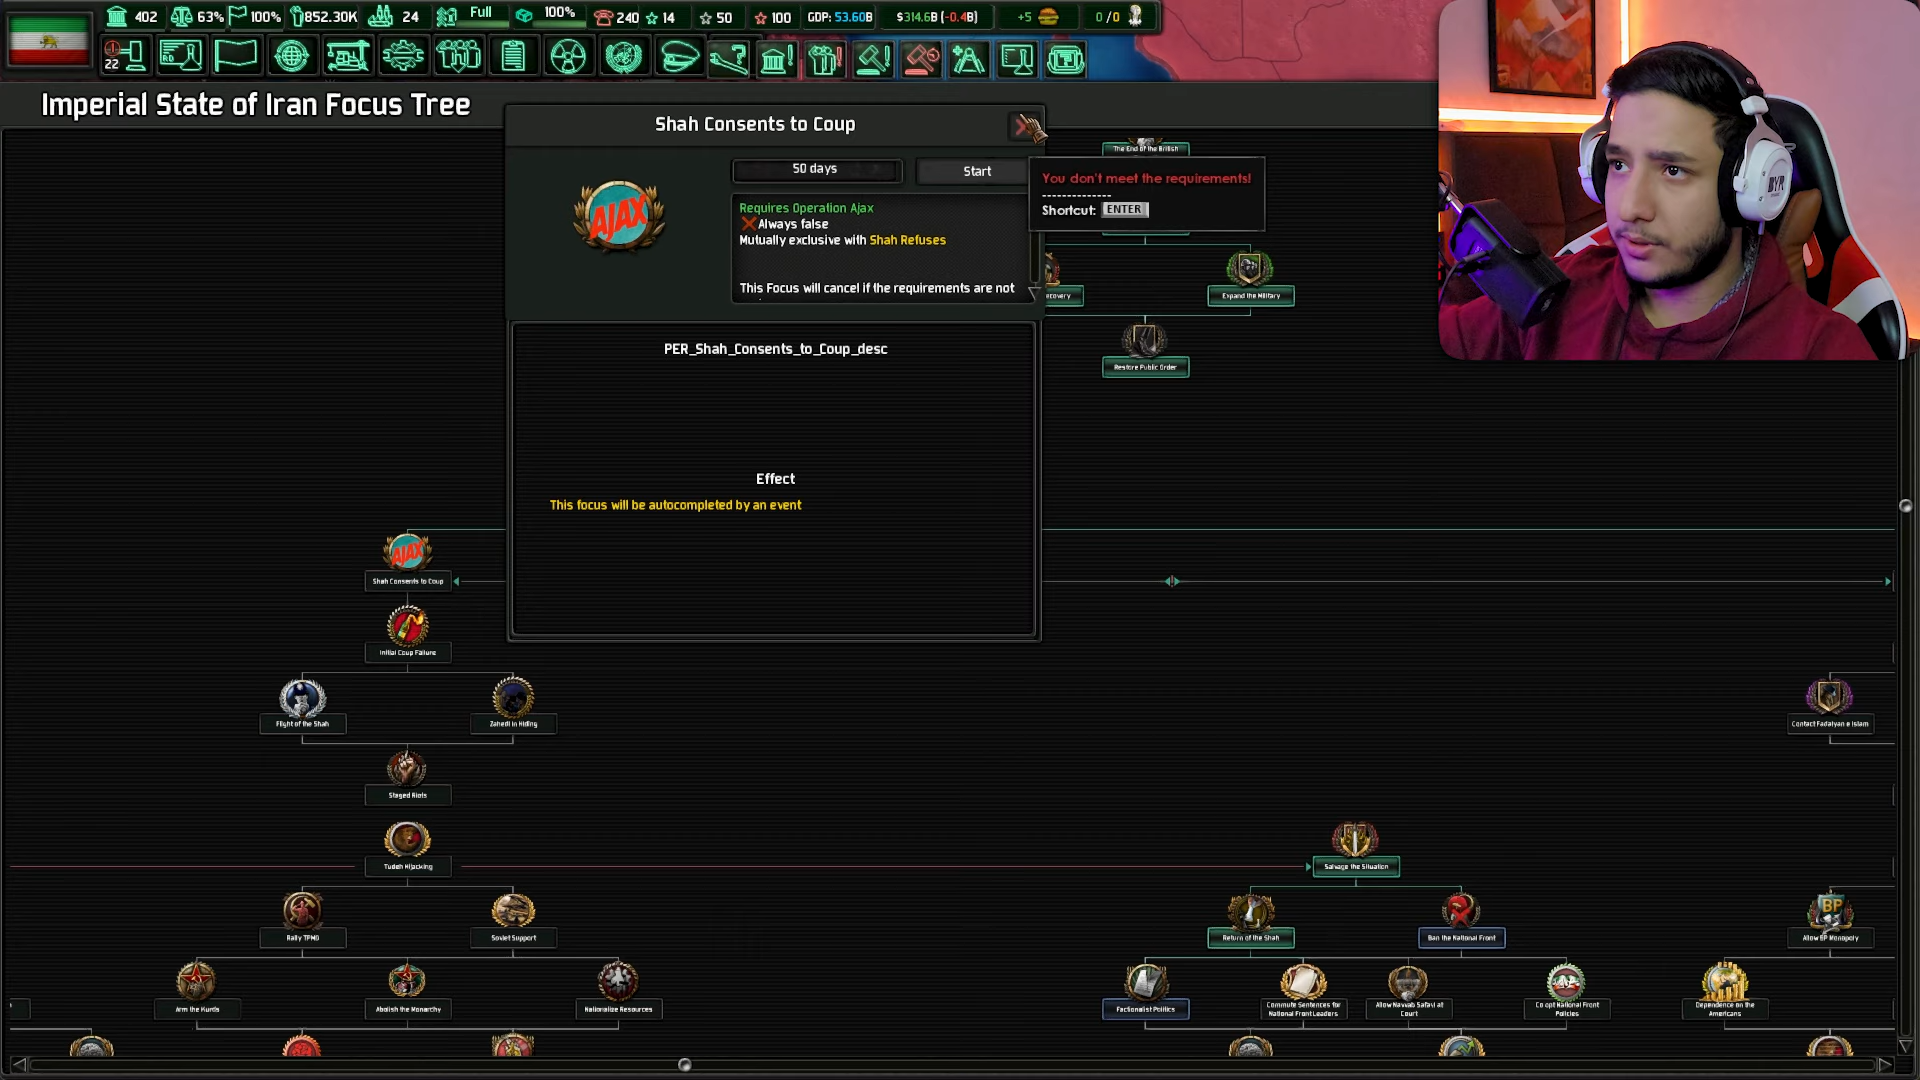 402
63%
100%
852.30K
24
Full
100%
240
14
50
100
GDP: 53.60B
$314.6B (-0.4B)
+5
0 / 0
22
Imperial State of Iran Focus Tree
Shah Consents to Coup
50 days
Start
You don't meet the requirements!
Shortcut: ENTER
AJAX
Requires Operation Ajax
Always false
Mutually exclusive with Shah Refuses
This Focus will cancel if the requirements are not
PER_Shah_Consents_to_Coup_desc
Effect
This focus will be autocompleted by an event
The End of the British
ecovery
Expand the Military
Restore Public Order
AJAX
Shah Consents to Coup
Initial Coup Failure
Flight of the Shah
Zahedi in Hiding
Contact Fadaiyan e Islam
Staged Riots
Tudeh Hijacking
Salvage the Situation
Rally TPMO
Soviet Support
Return of the Shah
Ban the National Front
BP
Allow BP Monopoly
Arm the Kurds
Abolish the Monarchy
Nationalize Resources
Factionalist Politics
Commute Sentences for
National Front Leaders
Allow Navvab Safavi at
Court
Co opt National Front
Policies
Dependence on the
Americans